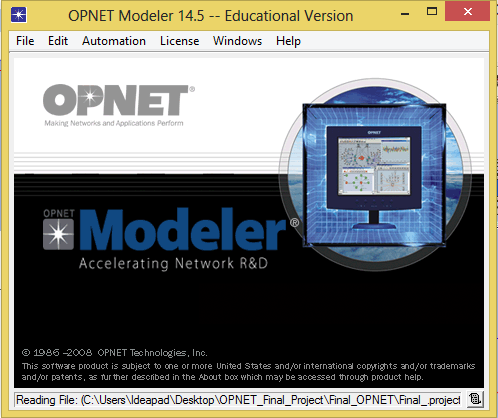 OPNET Modeler 14.5 -- Educational Version
File Edit Automation License Windows Help
OPNET®
Making Networks and Applications Perform
OPNET
OPNET
Modeler®
Accelerating Network R&D
© 1986 -2008 OPNET Technologies, Inc.
This software product is subject to one or more United States and/or international copyrights and/or trademarks
and/or patents, as further described in the About box which may be accessed through product help.
Reading File: (C:\Users\Ideapad\Desktop\OPNET_Final_Project\Final_OPNET\Final_.project